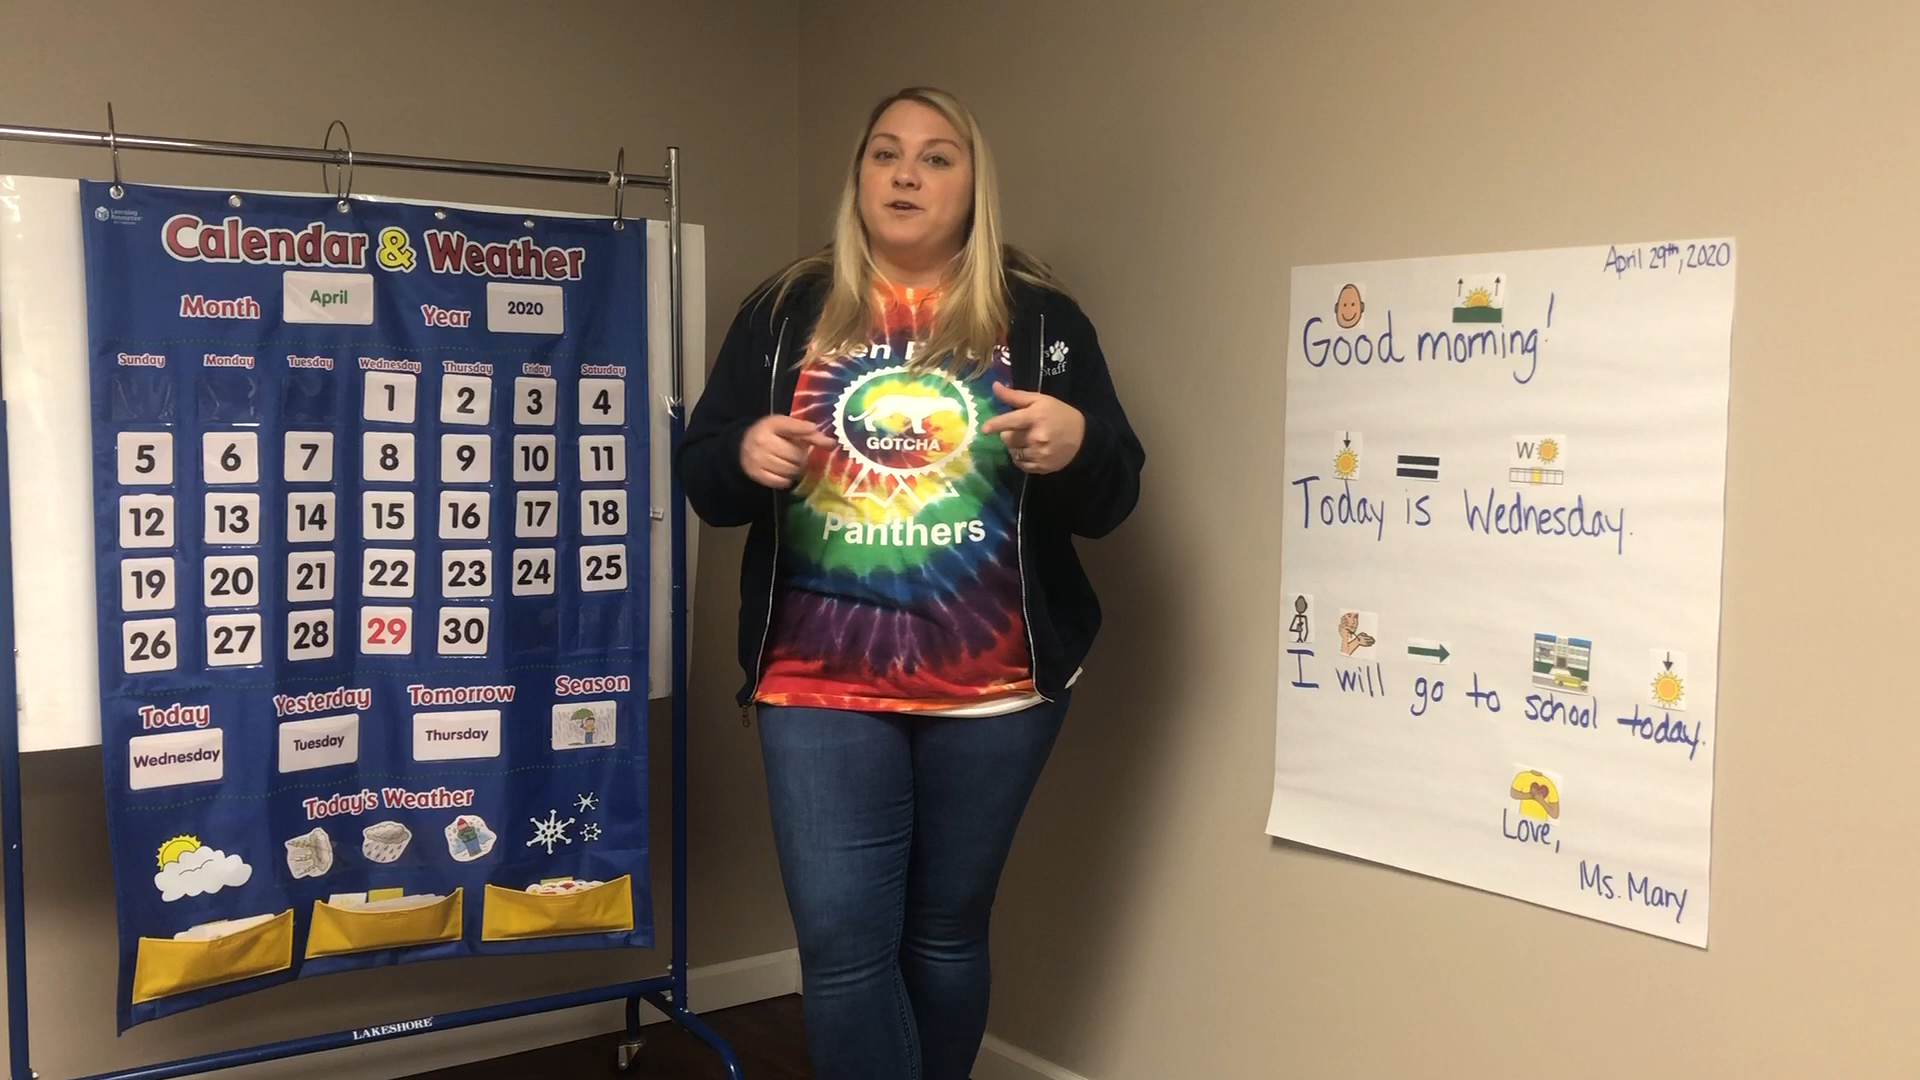 Calendar & Weather
Month April Year 2020
Sunday Monday Tuesday Wednesday Thursday Friday Saturday
1 2 3 4
5 6 7 8 9 10 11
12 13 14 15 16 17 18
19 20 21 22 23 24 25
26 27 28 29 30
Today Yesterday Tomorrow Season
Wednesday Tuesday Thursday
Today's Weather
LAKESHORE
GOTCHA
Panthers
Staff
April 29th, 2020
Good morning!
W
Today is Wednesday.
I will go to school today.
Love,
Ms. Mary